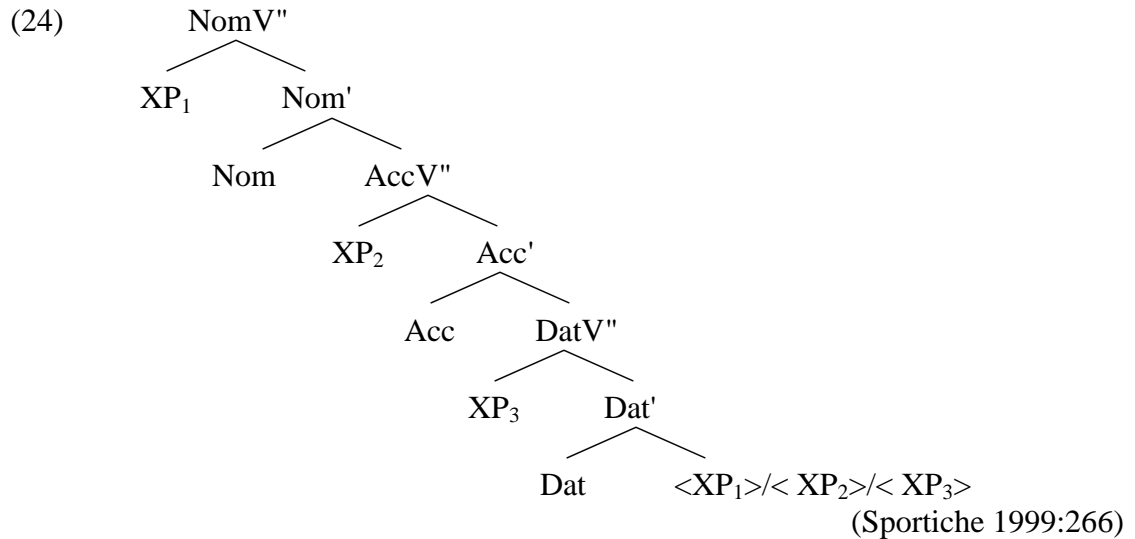 (24) NomV"
XP₁ Nom'
Nom AccV"
XP₂ Acc'
Acc DatV"
XP₃ Dat'
Dat <XP₁>/< XP₂>/< XP₃>
(Sportiche 1999:266)